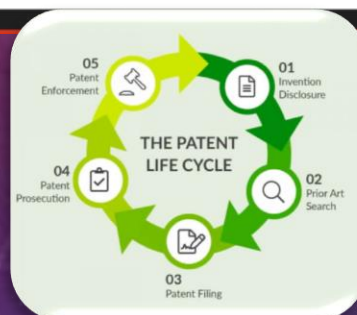 THE PATENT
LIFE CYCLE
01
Invention
Disclosure
02
Prior Art
Search
03
Patent Filing
04
Patent
Prosecution
05
Patent
Enforcement